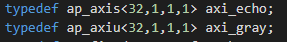 typedef ap_axis<32,1,1,1> axi_echo;
typedef ap_axiu<32,1,1,1> axi_gray;